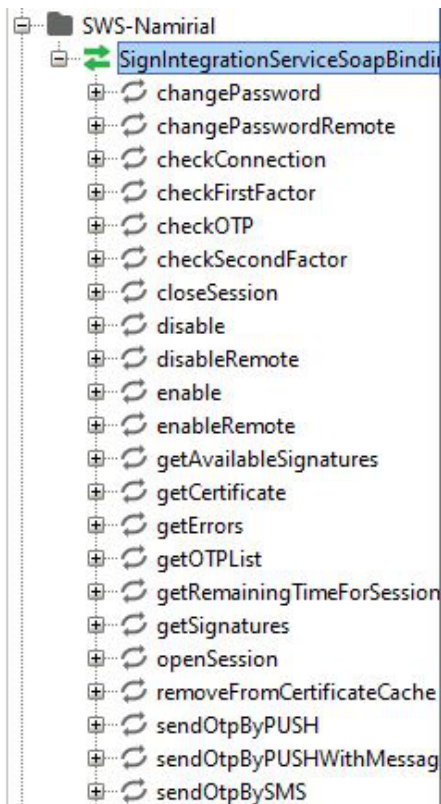 SWS-Namirial
SignIntegrationServiceSoapBindi
changePassword
changePasswordRemote
checkConnection
checkFirstFactor
checkOTP
checkSecondFactor
closeSession
disable
disableRemote
enable
enableRemote
getAvailableSignatures
getCertificate
getErrors
getOTPList
getRemainingTimeForSession
getSignatures
openSession
removeFromCertificateCache
sendOtpByPUSH
sendOtpByPUSHWithMessag
sendOtpBySMS